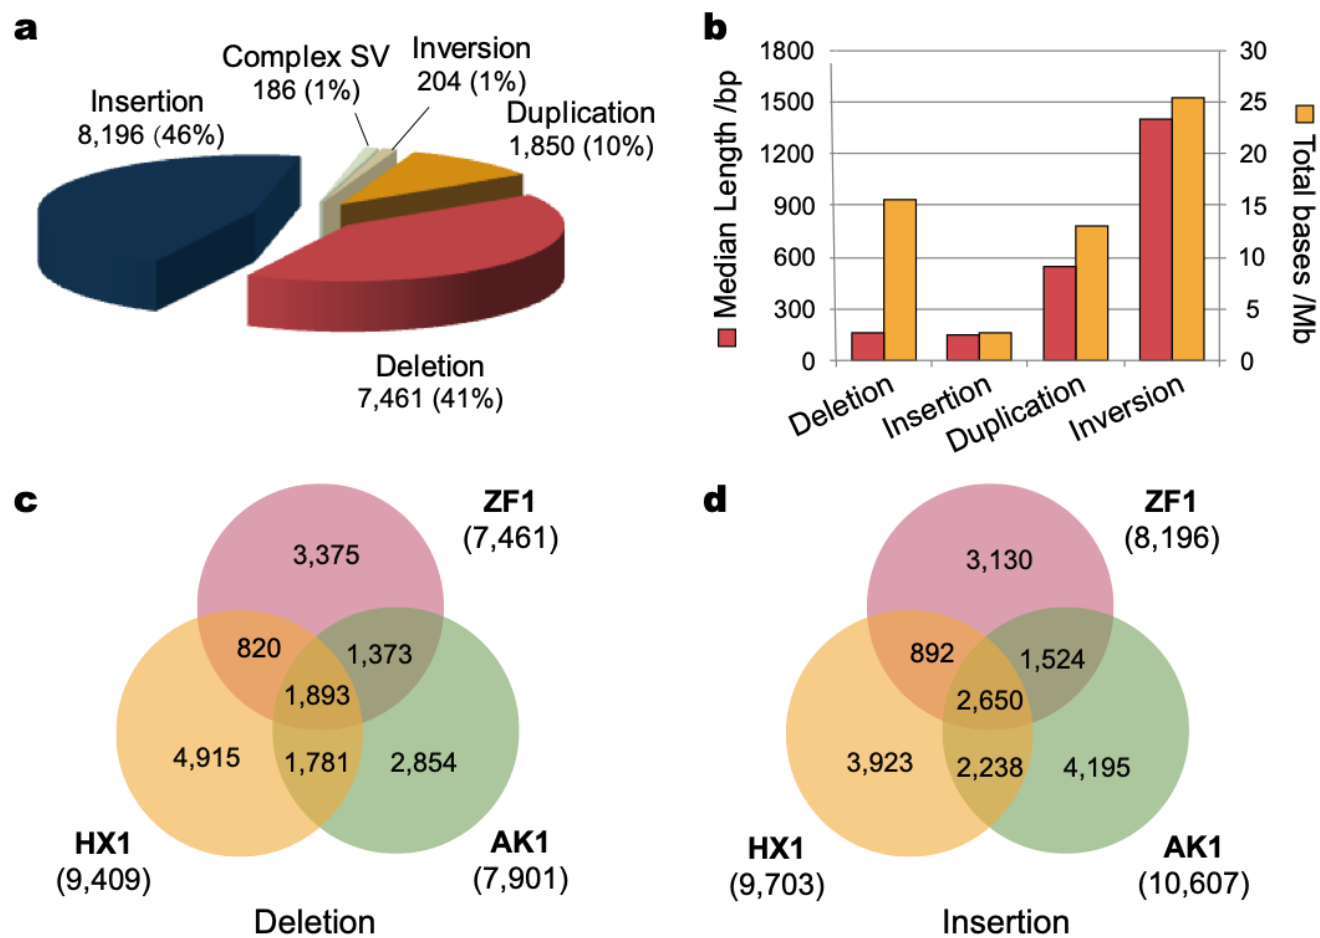 a
Complex SV
186 (1%)
Inversion
204 (1%)
Insertion
8,196 (46%)
Duplication
1,850 (10%)
Deletion
7,461 (41%)
b
Median Length /bp
1800
1500
1200
900
600
300
0
30
25
20
15
10
5
0
Total bases /Mb
Deletion
Insertion
Duplication
Inversion
c
ZF1
(7,461)
3,375
820
1,373
1,893
4,915
1,781
2,854
HX1
(9,409)
AK1
(7,901)
Deletion
d
ZF1
(8,196)
3,130
892
1,524
2,650
3,923
2,238
4,195
HX1
(9,703)
AK1
(10,607)
Insertion